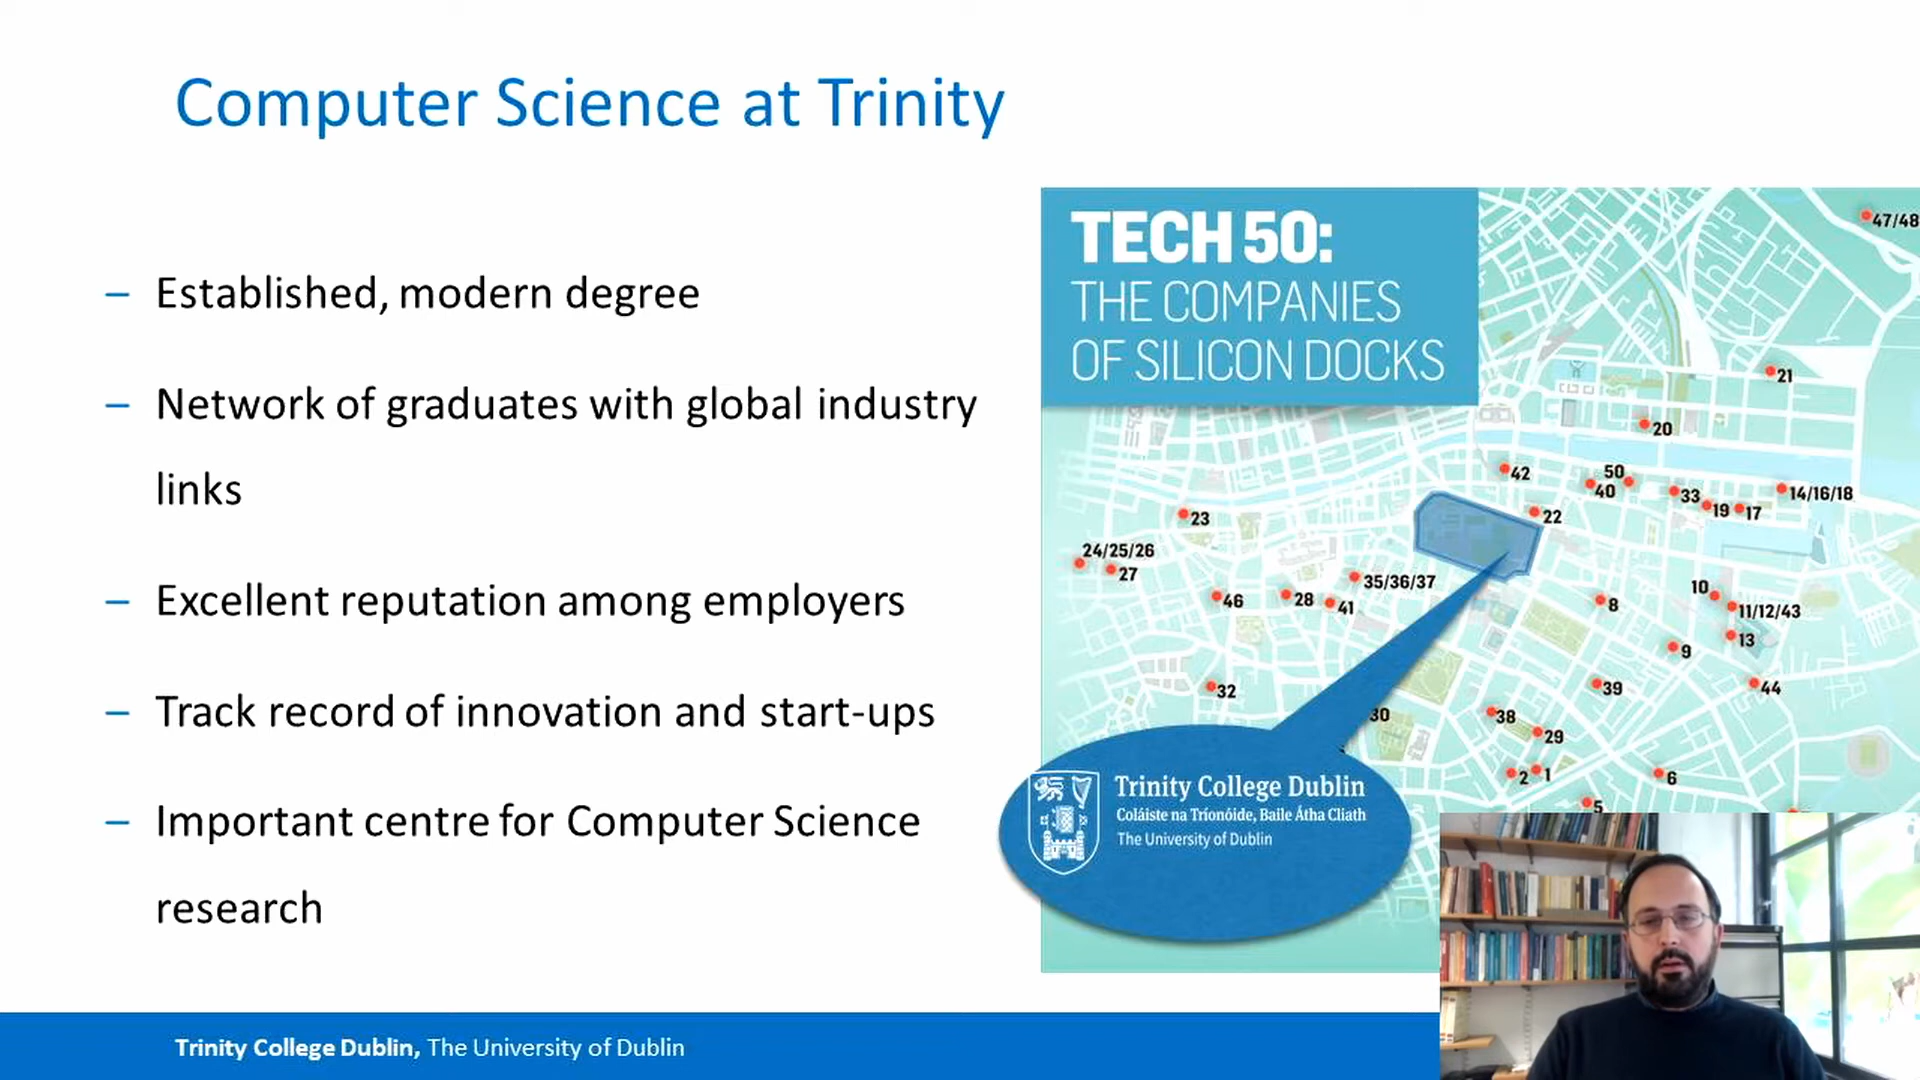 Computer Science at Trinity
– Established, modern degree
– Network of graduates with global industry
links
– Excellent reputation among employers
– Track record of innovation and start-ups
– Important centre for Computer Science
research
TECH 50:
THE COMPANIES
OF SILICON DOCKS
47/48
21
20
42
50
40
33
14/16/18
19
17
22
23
24/25/26
27
35/36/37
46
28
41
10
8
11/12/43
13
9
32
39
44
30
38
29
2
1
6
5
Trinity College Dublin
Coláiste na Tríonóide, Baile Átha Cliath
The University of Dublin
Trinity College Dublin, The University of Dublin